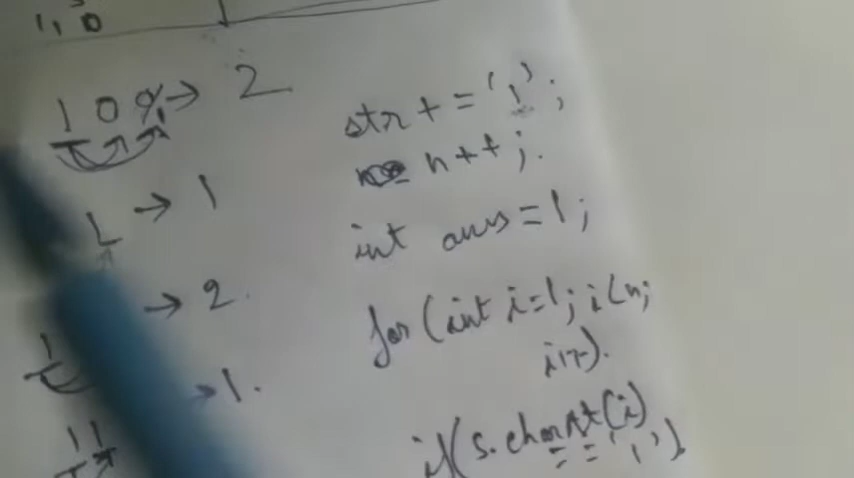 1, 0
1 0 % → 2
str += '1';
n++;
1 → 1
int ans = 1;
→ 2.
for (int i=1; i<n;
i++).
1
→ 1.
11
if(s.charAt(i)
== '1')